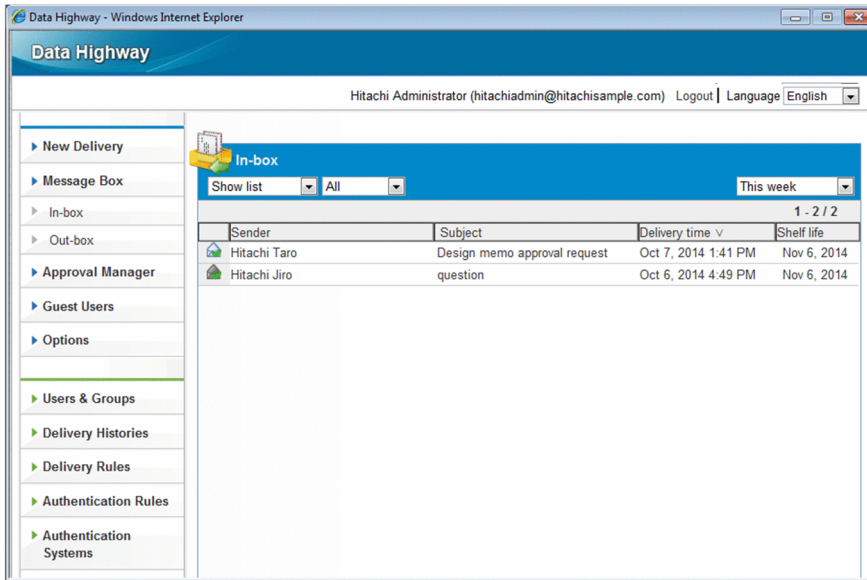 Data Highway - Windows Internet Explorer
Data Highway
Hitachi Administrator (hitachiadmin@hitachisample.com) Logout Language English
New Delivery
Message Box
In-box
Out-box
Approval Manager
Guest Users
Options
Users & Groups
Delivery Histories
Delivery Rules
Authentication Rules
Authentication
Systems
In-box
Show list All This week
1 - 2 / 2
Sender Subject Delivery time Shelf life
Hitachi Taro Design memo approval request Oct 7, 2014 1:41 PM Nov 6, 2014
Hitachi Jiro question Oct 6, 2014 4:49 PM Nov 6, 2014